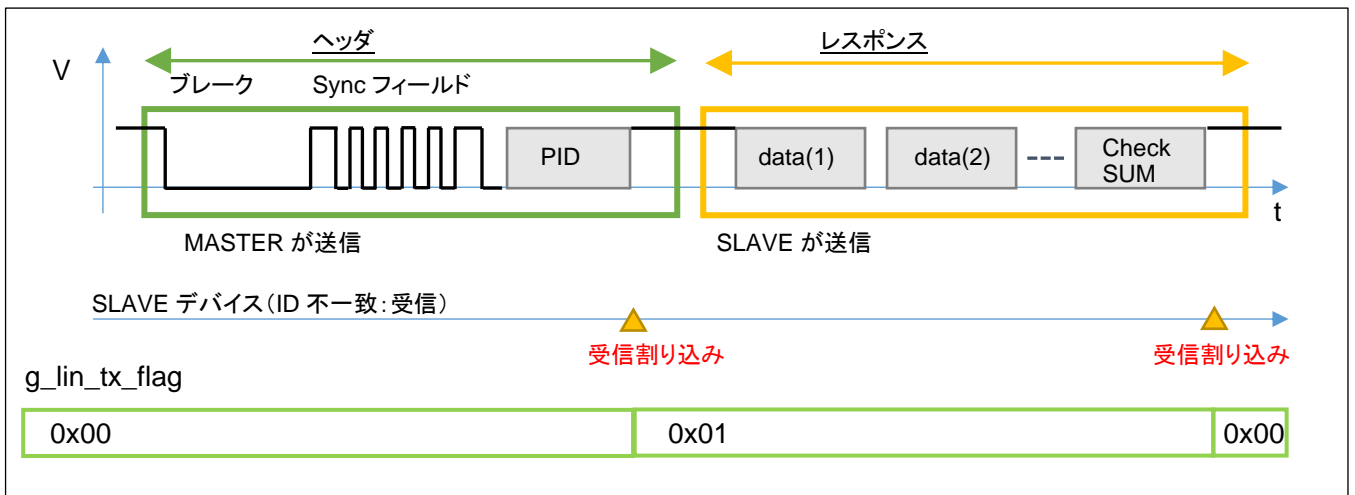 ヘッダ
レスポンス
V
ブレーク
Sync フィールド
PID
data(1)
data(2)
Check
SUM
t
MASTER が送信
SLAVE が送信
SLAVE デバイス(ID 不一致:受信)
受信割り込み
受信割り込み
g_lin_tx_flag
0x00
0x01
0x00